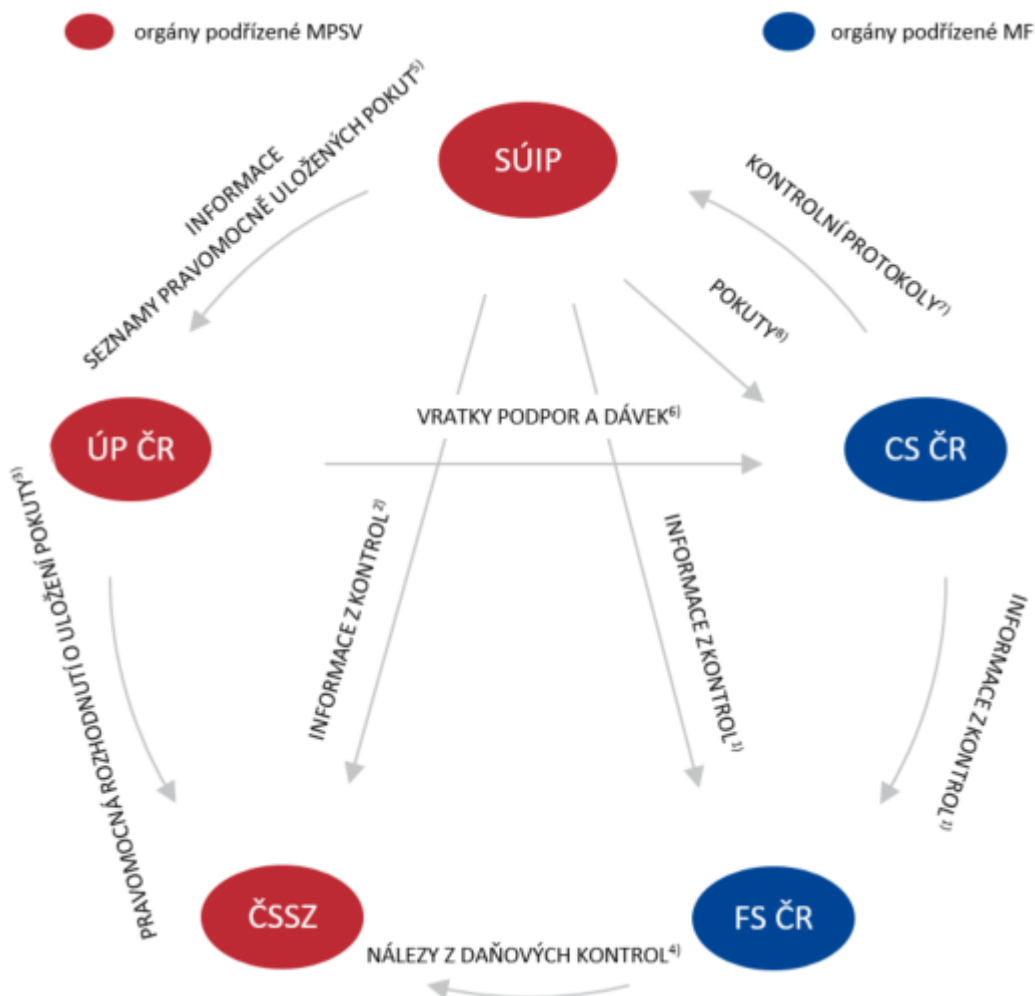 orgány podřízené MPSV
orgány podřízené MF
INFORMACE
SEZNAMY PRAVOMOCNĚ ULOŽENÝCH POKUT⁵⁾
SÚIP
KONTROLNÍ PROTOKOLY⁷⁾
POKUTY⁸⁾
VRATKY PODPOR A DÁVEK⁶⁾
ÚP ČR
CS ČR
PRAVOMOCNÁ ROZHODNUTÍ O ULOŽENÍ POKUTY³⁾
INFORMACE Z KONTROL²⁾
INFORMACE Z KONTROL¹⁾
INFORMACE Z KONTROL¹⁾
ČSSZ
FS ČR
NÁLEZY Z DAŇOVÝCH KONTROL⁴⁾